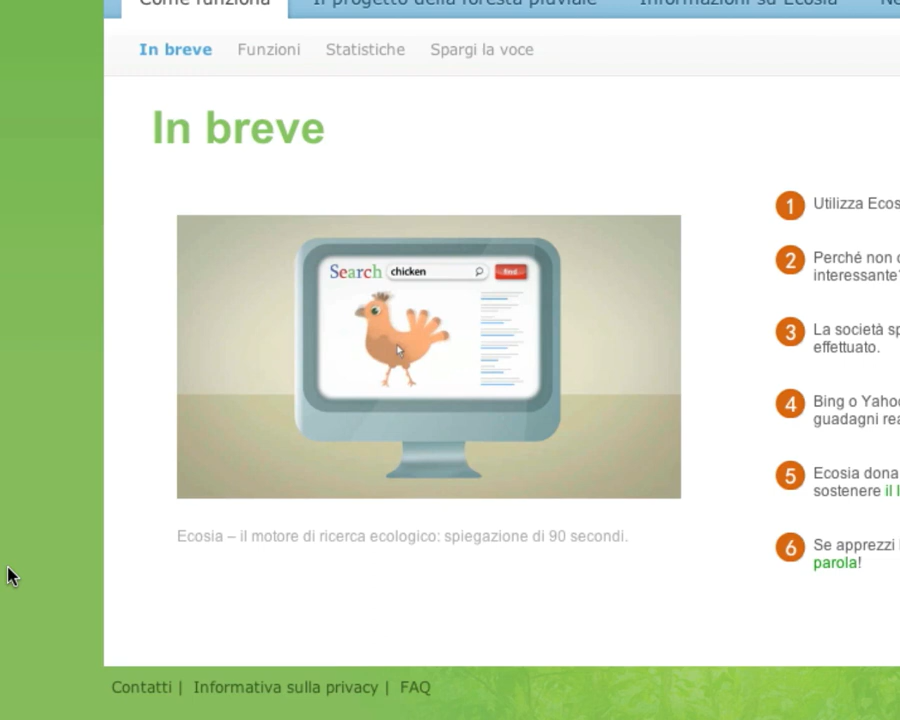 Come funziona Il progetto della foresta pluviale Informazioni su Ecosia
In breve Funzioni Statistiche Spargi la voce
In breve
Search chicken find
1 Utilizza Ecos
2 Perché non
interessante?
3 La società sp
effettuato.
4 Bing o Yahoo
guadagni rea
5 Ecosia dona
sostenere il
6 Se apprezzi
parola!
Ecosia – il motore di ricerca ecologico: spiegazione di 90 secondi.
Contatti | Informativa sulla privacy | FAQ